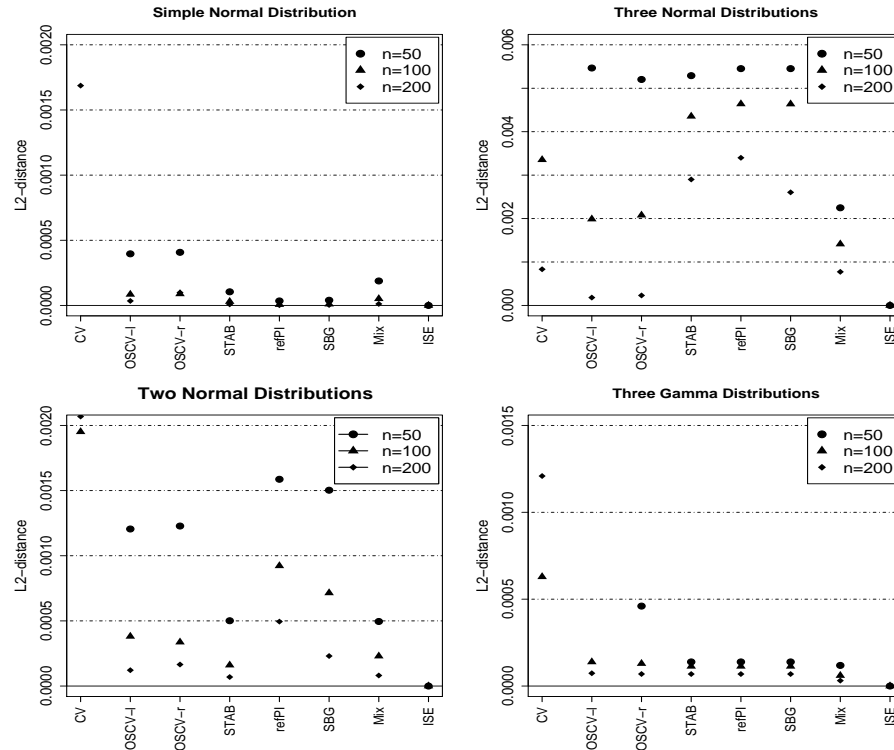 Simple Normal Distribution
L2−distance
0.0000
0.0005
0.0010
0.0015
0.0020
n=50
n=100
n=200
CV
OSCV−l
OSCV−r
STAB
refPI
SBG
Mix
ISE
Three Normal Distributions
L2−distance
0.000
0.002
0.004
0.006
n=50
n=100
n=200
CV
OSCV−l
OSCV−r
STAB
refPI
SBG
Mix
ISE
Two Normal Distributions
L2−distance
0.0000
0.0005
0.0010
0.0015
0.0020
n=50
n=100
n=200
CV
OSCV−l
OSCV−r
STAB
refPI
SBG
Mix
ISE
Three Gamma Distributions
L2−distance
0.0000
0.0005
0.0010
0.0015
n=50
n=100
n=200
CV
OSCV−l
OSCV−r
STAB
refPI
SBG
Mix
ISE